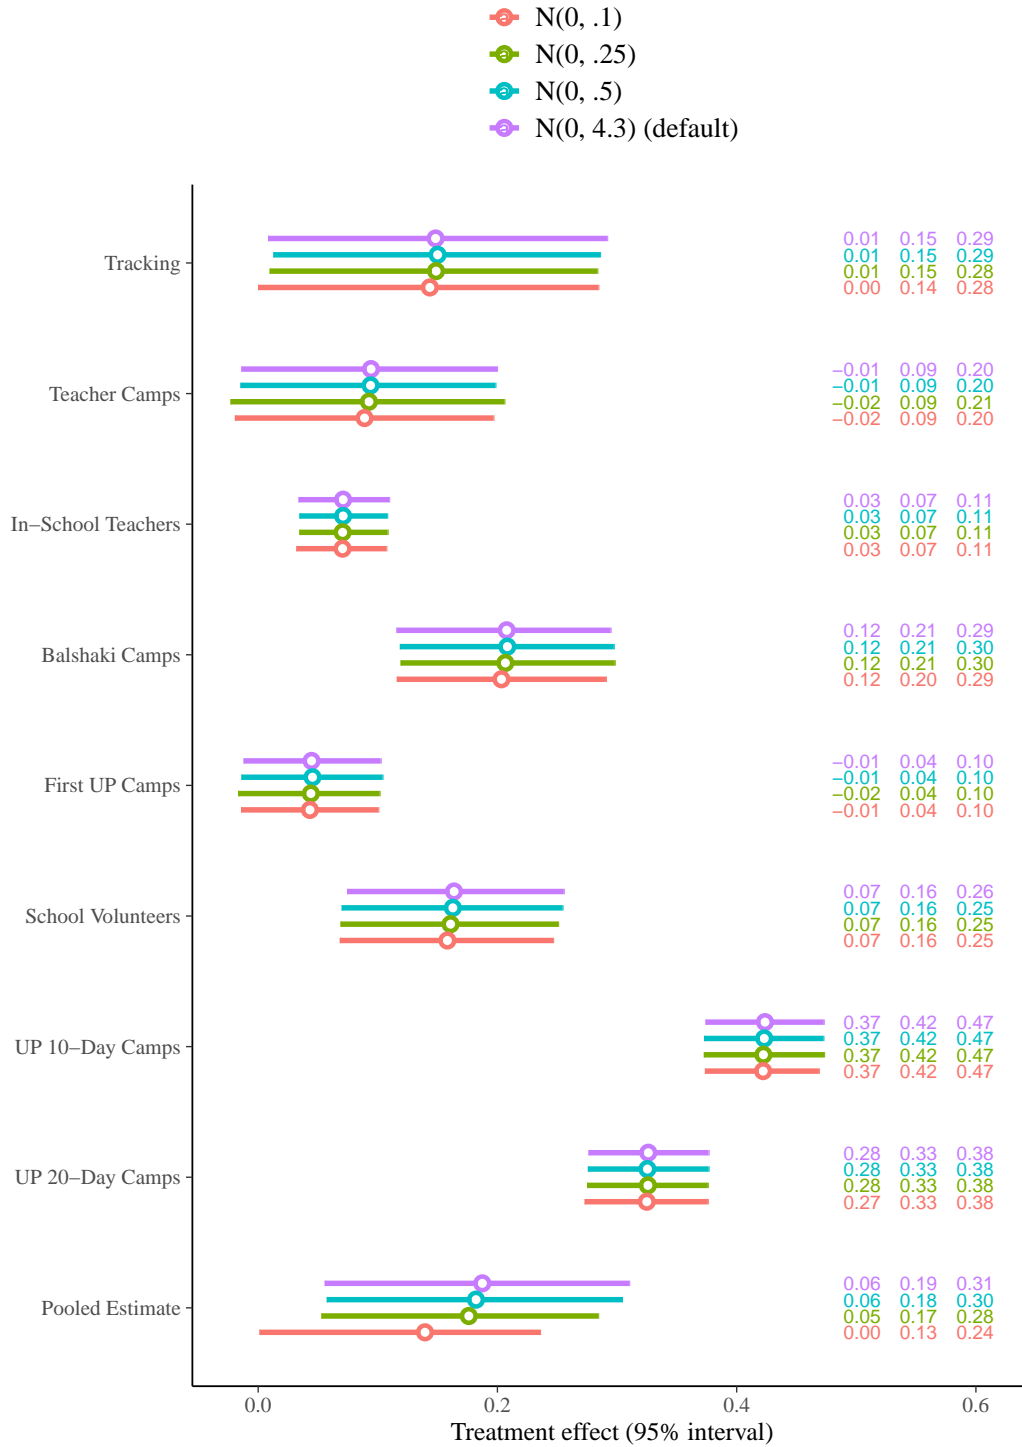 N(0, .1)
N(0, .25)
N(0, .5)
N(0, 4.3) (default)
Tracking
0.01 0.15 0.29
0.01 0.15 0.29
0.01 0.15 0.28
0.00 0.14 0.28
Teacher Camps
−0.01 0.09 0.20
−0.01 0.09 0.20
−0.02 0.09 0.21
−0.02 0.09 0.20
In−School Teachers
0.03 0.07 0.11
0.03 0.07 0.11
0.03 0.07 0.11
0.03 0.07 0.11
Balshaki Camps
0.12 0.21 0.29
0.12 0.21 0.30
0.12 0.21 0.30
0.12 0.20 0.29
First UP Camps
−0.01 0.04 0.10
−0.01 0.04 0.10
−0.02 0.04 0.10
−0.01 0.04 0.10
School Volunteers
0.07 0.16 0.26
0.07 0.16 0.25
0.07 0.16 0.25
0.07 0.16 0.25
UP 10−Day Camps
0.37 0.42 0.47
0.37 0.42 0.47
0.37 0.42 0.47
0.37 0.42 0.47
UP 20−Day Camps
0.28 0.33 0.38
0.28 0.33 0.38
0.28 0.33 0.38
0.27 0.33 0.38
Pooled Estimate
0.06 0.19 0.31
0.06 0.18 0.30
0.05 0.17 0.28
0.00 0.13 0.24
0.0 0.2 0.4 0.6
Treatment effect (95% interval)